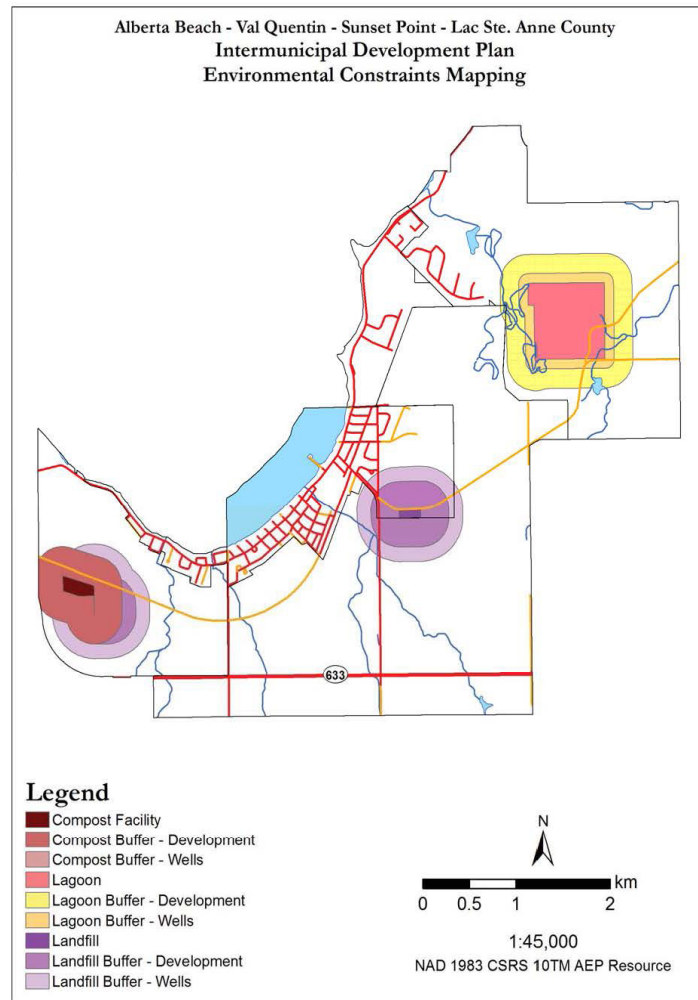 Alberta Beach - Val Quentin - Sunset Point - Lac Ste. Anne County
Intermunicipal Development Plan
Environmental Constraints Mapping
633
Legend
Compost Facility
Compost Buffer - Development
Compost Buffer - Wells
Lagoon
Lagoon Buffer - Development
Lagoon Buffer - Wells
Landfill
Landfill Buffer - Development
Landfill Buffer - Wells
N
km
0 0.5 1 2
1:45,000
NAD 1983 CSRS 10TM AEP Resource